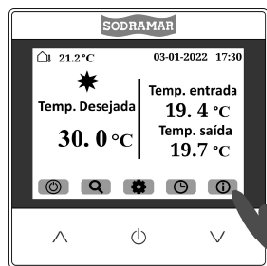 SODRAMAR
21.2°C 03-01-2022 17:30
Temp. Desejada
30.0 °C
Temp. entrada
19.4 °C
Temp. saída
19.7 °C